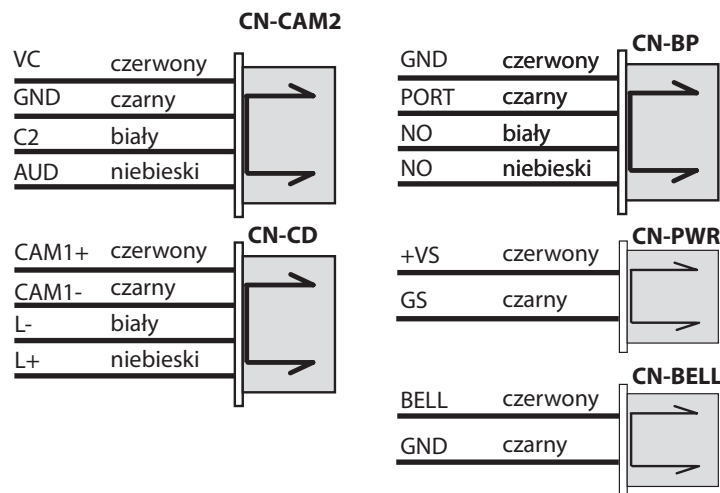 CN-CAM2
VC czerwony
GND czarny
C2 biały
AUD niebieski
CN-CD
CAM1+ czerwony
CAM1- czarny
L- biały
L+ niebieski
CN-BP
GND czerwony
PORT czarny
NO biały
NO niebieski
CN-PWR
+VS czerwony
GS czarny
CN-BELL
BELL czerwony
GND czarny